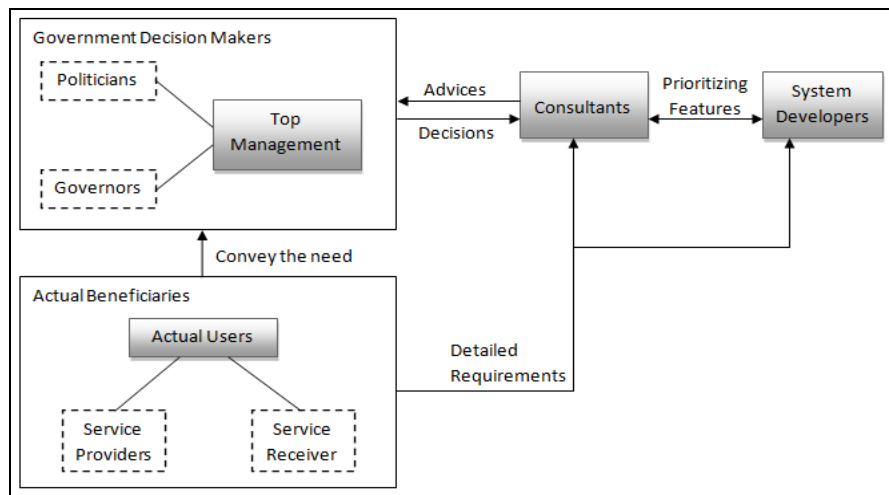 Government Decision Makers
Politicians
Top
Management
Governors
Advices
Decisions
Consultants
Prioritizing
Features
System
Developers
Convey the need
Actual Beneficiaries
Actual Users
Service
Providers
Service
Receiver
Detailed
Requirements